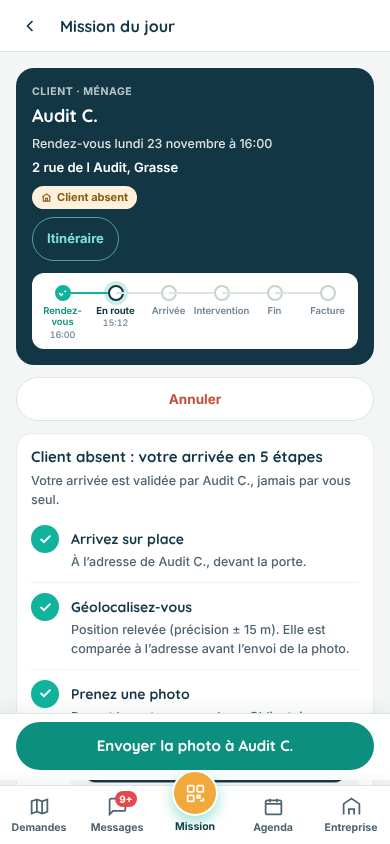 Mission du jour
CLIENT · MÉNAGE
Audit C.
Rendez-vous lundi 23 novembre à 16:00
2 rue de l Audit, Grasse
Client absent
Itinéraire
Rendez-
vous
16:00
En route
15:12
Arrivée
Intervention
Fin
Facture
Annuler
Client absent : votre arrivée en 5 étapes
Votre arrivée est validée par Audit C., jamais par vous
seul.
Arrivez sur place
À l’adresse de Audit C., devant la porte.
Géolocalisez-vous
Position relevée (précision ± 15 m). Elle est
comparée à l’adresse avant l’envoi de la photo.
Prenez une photo
Envoyer la photo à Audit C.
9+
Demandes
Messages
Mission
Agenda
Entreprise